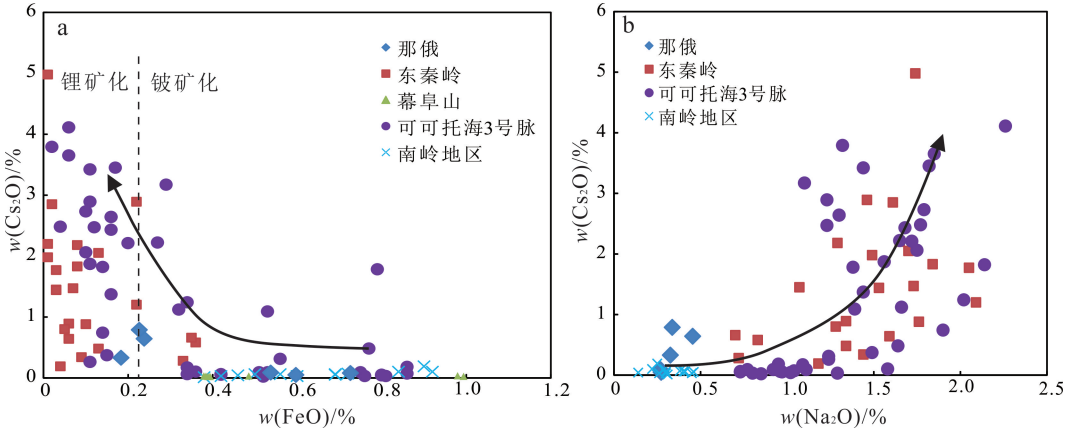 a
锂矿化 铍矿化
那俄
东秦岭
幕阜山
可可托海3号脉
南岭地区
w(Cs₂O)/%
6
5
4
3
2
1
0
0 0.2 0.4 0.6 0.8 1.0 1.2
w(FeO)/%
b
那俄
东秦岭
可可托海3号脉
南岭地区
w(Cs₂O)/%
6
5
4
3
2
1
0
0 0.5 1.0 1.5 2.0 2.5
w(Na₂O)/%